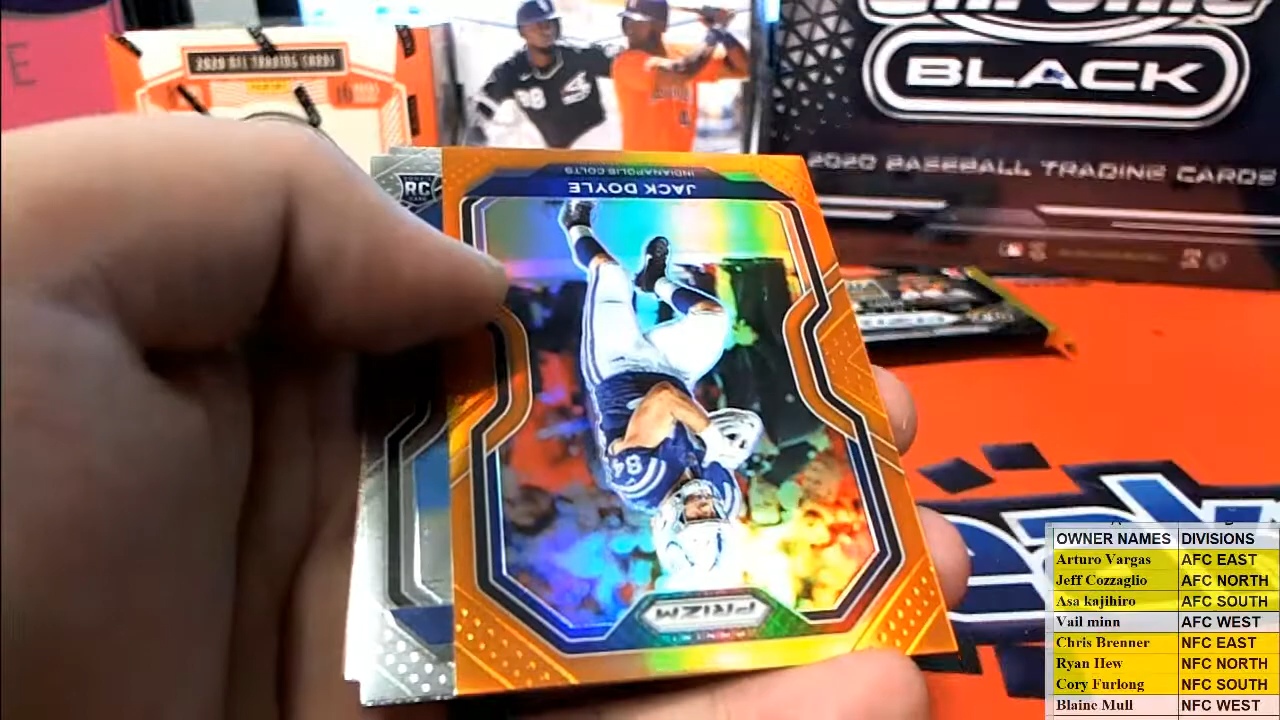 E
2020 NFL TRADING CARDS
BLACK
2020 BASEBALL TRADING CARDS
RC
INDIANAPOLIS COLTS
JACK DOYLE
84
PRIZM
OWNER NAMES DIVISIONS
Arturo Vargas AFC EAST
Jeff Cozzaglio AFC NORTH
Asa kajihiro AFC SOUTH
Vail minn AFC WEST
Chris Brenner NFC EAST
Ryan Hew NFC NORTH
Cory Furlong NFC SOUTH
Blaine Mull NFC WEST